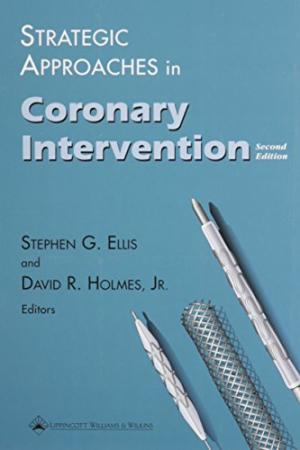 STRATEGIC
APPROACHES in
Coronary
Intervention Second
Edition
STEPHEN G. ELLIS
and
DAVID R. HOLMES, JR.
Editors
LIPPINCOTT WILLIAMS & WILKINS